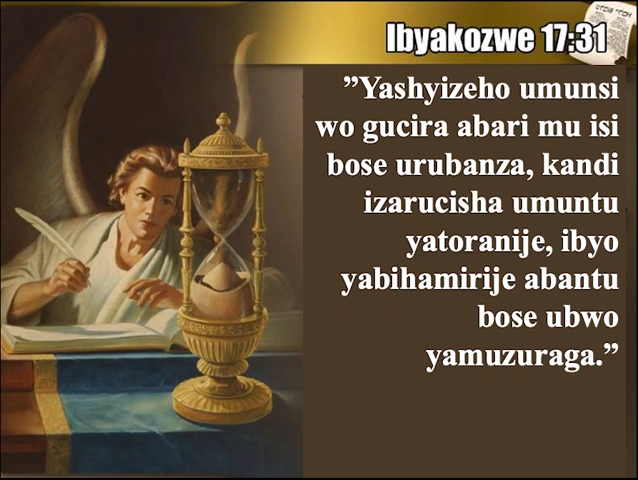 Ibyakozwe 17:31
”Yashyizeho umunsi
wo gucira abari mu isi
bose urubanza, kandi
izarucisha umuntu
yatoranije, ibyo
yabihamirije abantu
bose ubwo
yamuzuraga.”